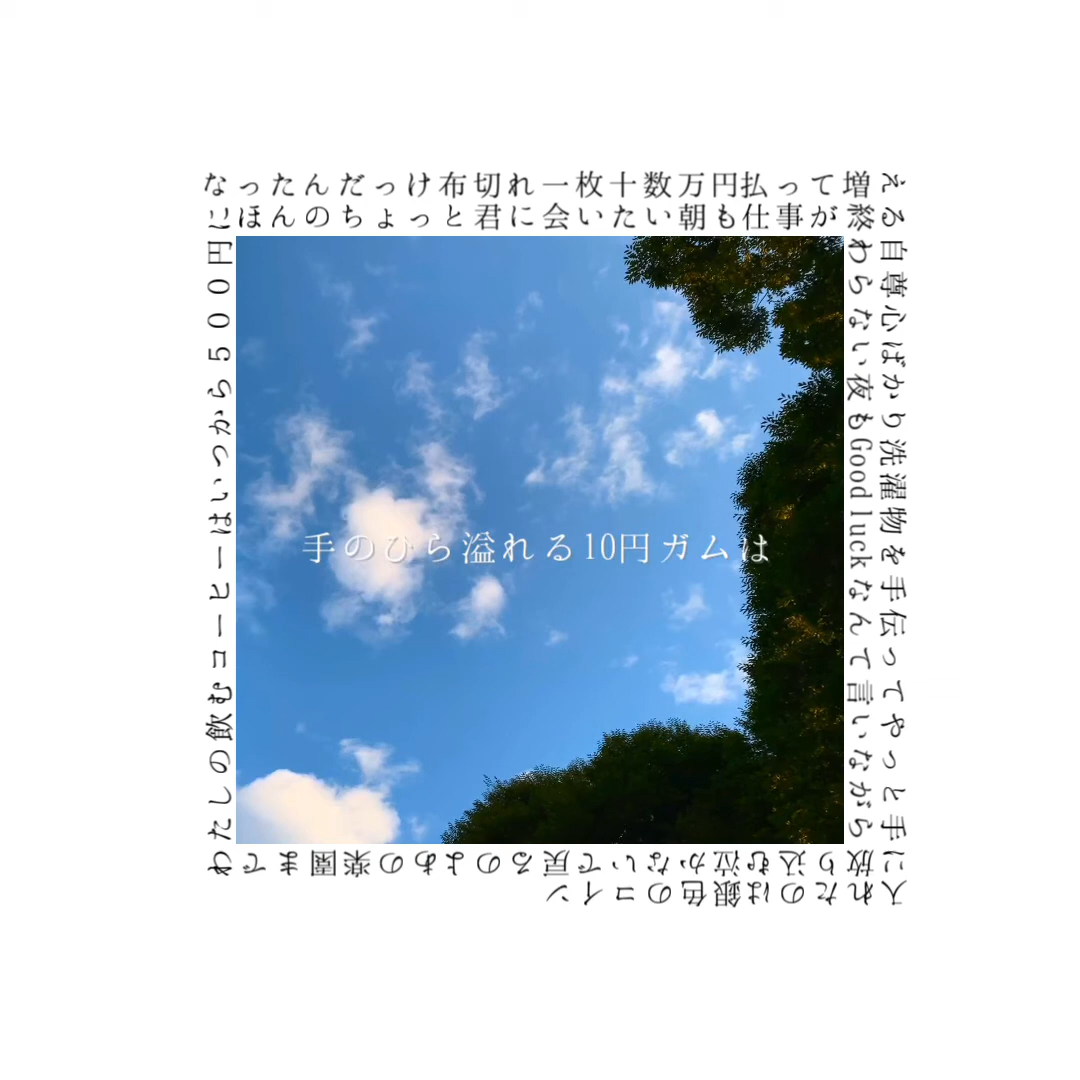 わたしの飲むコーヒーはいつから５００円に
なったんだっけ布切れ一枚十数万円払って増
える自尊心ばかり洗濯物を手伝ってやっと手に
入れたのは銀色のコイン
ほんのちょっと君に会いたい朝も仕事が終
わらない夜もGood luckなんて言いながら
放り込む泣かないで戻るのよあの楽園まで
手のひら溢れる10円ガムは